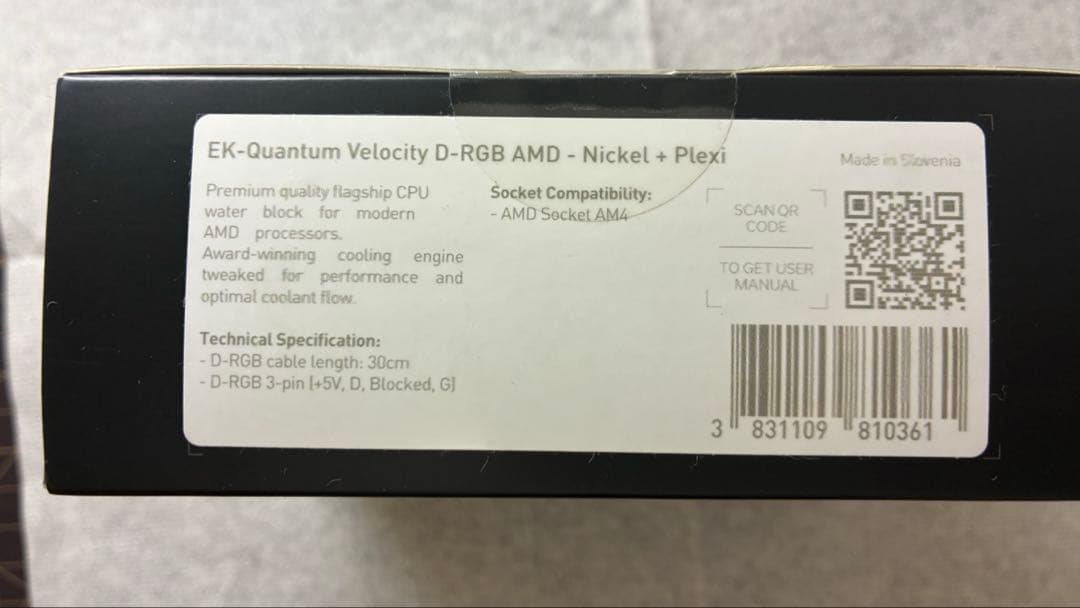 EK-Quantum Velocity D-RGB AMD - Nickel + Plexi
Made in Slovenia
Premium quality flagship CPU
water block for modern
AMD processors.
Award-winning cooling engine
tweaked for performance and
optimal coolant flow.
Socket Compatibility:
- AMD Socket AM4
SCAN QR
CODE
TO GET USER
MANUAL
Technical Specification:
- D-RGB cable length: 30cm
- D-RGB 3-pin [+5V, D, Blocked, G]
3 831109 810361